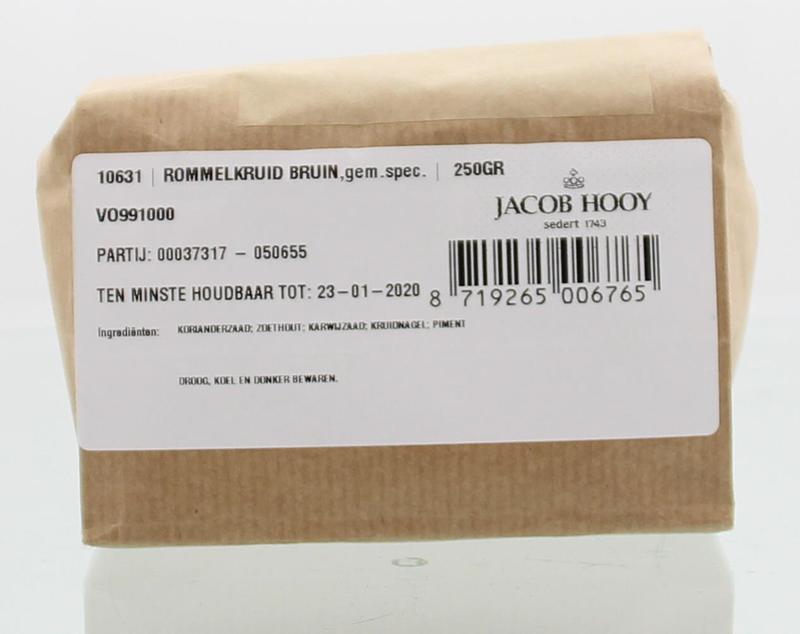 10631 | ROMMELKRUID BRUIN,gem.spec. | 250GR
JACOB HOOY
sedert 1743
VO991000
PARTIJ: 00037317 - 050655
TEN MINSTE HOUDBAAR TOT: 23-01-2020
8 719265 006765
Ingrediënten: KORIANDERZAAD; ZOETHOUT; KARWIJZAAD; KRUIDNAGEL; PIMENT
DROOG, KOEL EN DONKER BEWAREN.